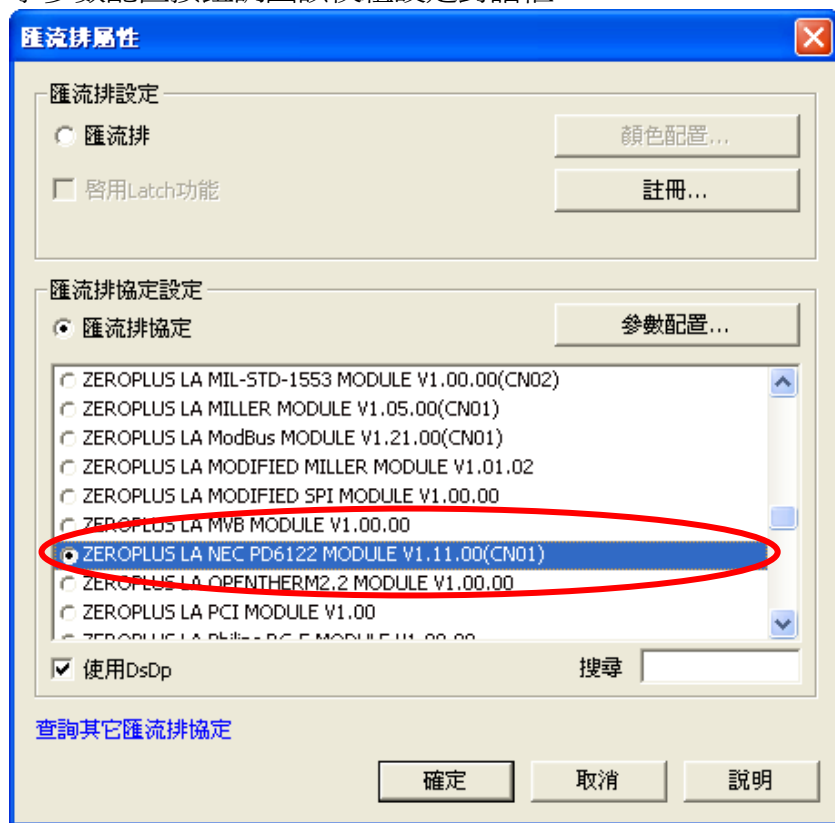 匯流排屬性
匯流排設定
匯流排
顏色配置...
啓用Latch功能
註冊...
匯流排協定設定
匯流排協定
參數配置...
ZEROPLUS LA MIL-STD-1553 MODULE V1.00.00(CN02)
ZEROPLUS LA MILLER MODULE V1.05.00(CN01)
ZEROPLUS LA ModBus MODULE V1.21.00(CN01)
ZEROPLUS LA MODIFIED MILLER MODULE V1.01.02
ZEROPLUS LA MODIFIED SPI MODULE V1.00.00
ZEROPLUS LA MVB MODULE V1.00.00
ZEROPLUS LA NEC PD6122 MODULE V1.11.00(CN01)
ZEROPLUS LA OPENTHERM2.2 MODULE V1.00.00
ZEROPLUS LA PCI MODULE V1.00
使用DsDp
搜尋
查詢其它匯流排協定
確定
取消
說明